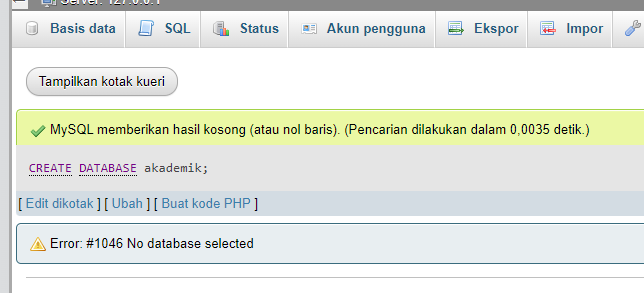 Server: 127.0.0.1
Basis data SQL Status Akun pengguna Ekspor Impor
Tampilkan kotak kueri
MySQL memberikan hasil kosong (atau nol baris). (Pencarian dilakukan dalam 0,0035 detik.)
CREATE DATABASE akademik;
[ Edit dikotak ] [ Ubah ] [ Buat kode PHP ]
Error: #1046 No database selected